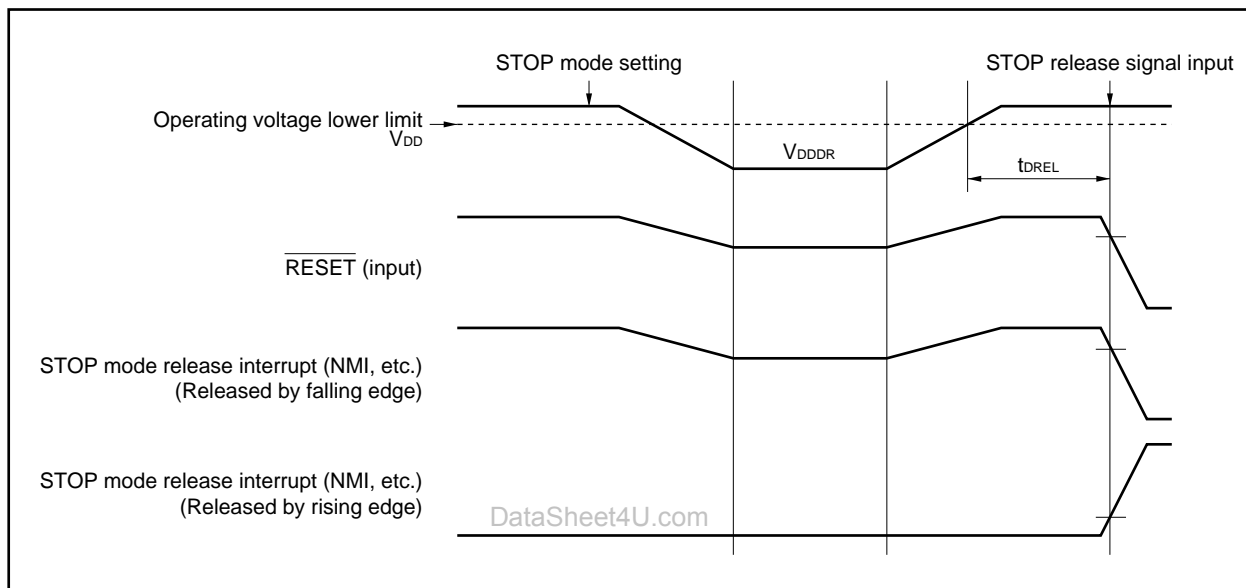 STOP mode setting
STOP release signal input
Operating voltage lower limit
VDD
VDDDR
tDREL
RESET (input)
STOP mode release interrupt (NMI, etc.)
(Released by falling edge)
STOP mode release interrupt (NMI, etc.)
(Released by rising edge)
DataSheet4U.com